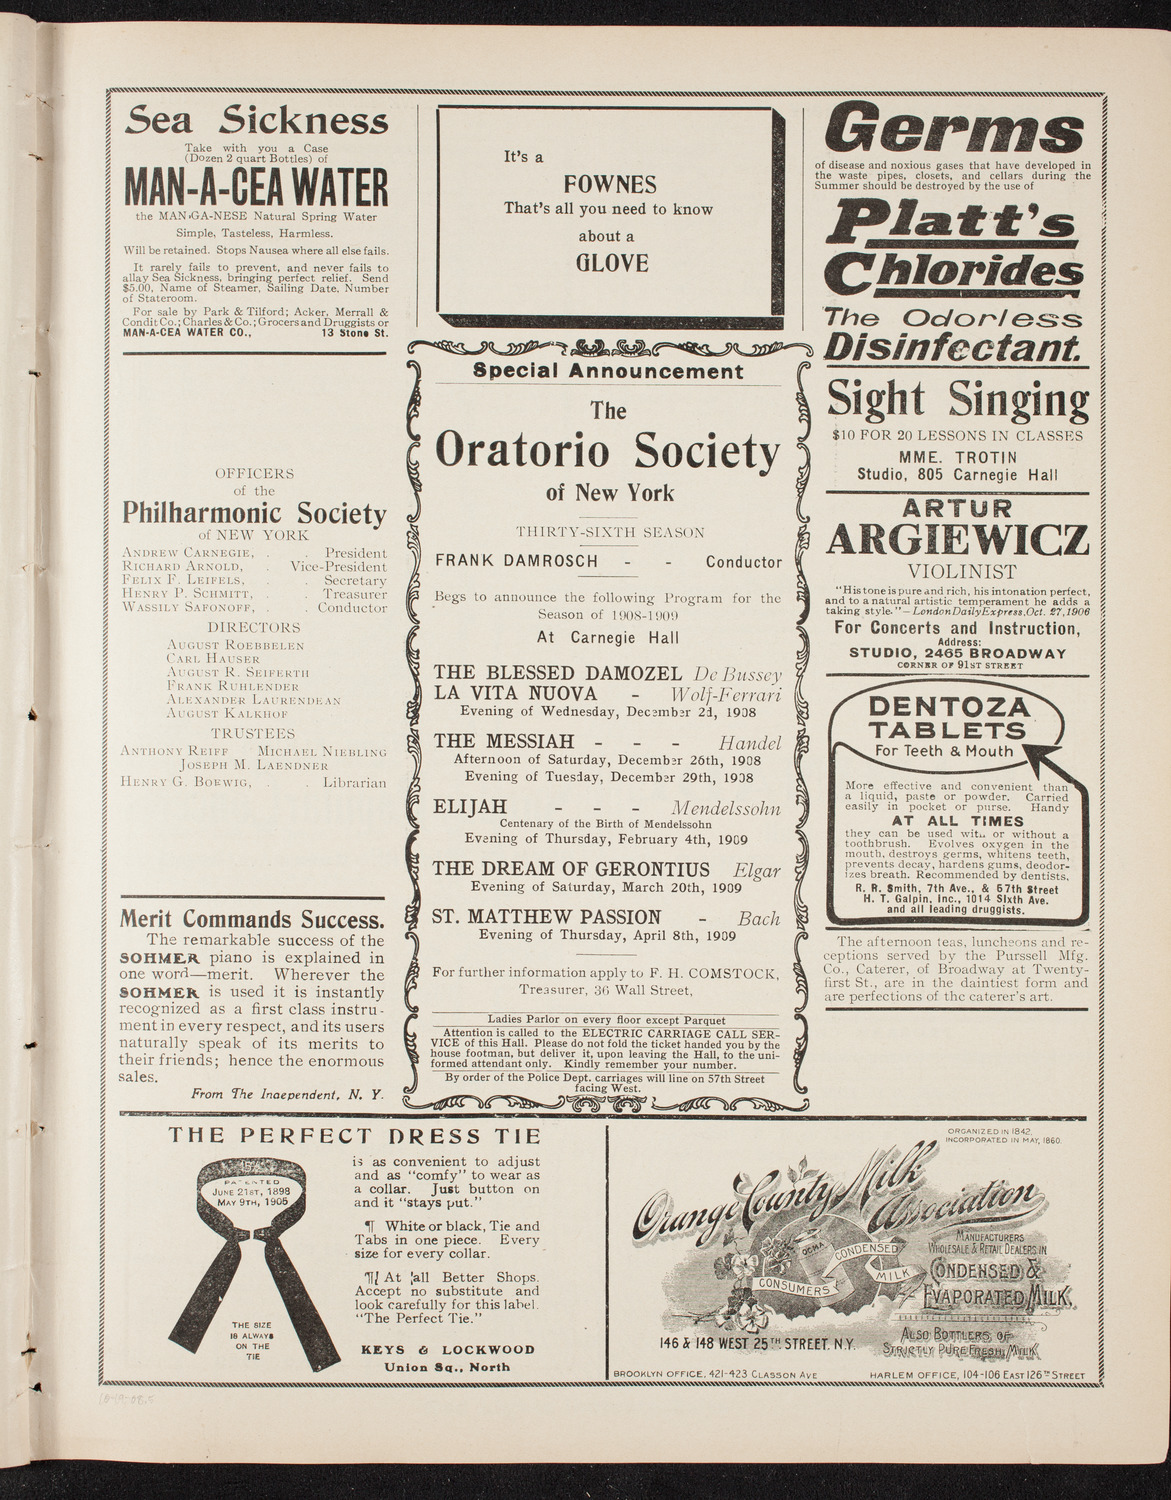 Sea Sickness
Take with you a Case
(Dozen 2 quart Bottles) of
MAN-A-CEA WATER
the MAN-GA-NESE Natural Spring Water
Simple, Tasteless, Harmless.
Will be retained. Stops Nausea where all else fails.
It rarely fails to prevent, and never fails to
allay Sea Sickness, bringing perfect relief. Send
$5.00, Name of Steamer, Sailing Date, Number
of Stateroom.
For sale by Park & Tilford; Acker, Merrall &
Condit Co.; Charles & Co.; Grocers and Druggists or
MAN-A-CEA WATER CO., 13 Stone St.
OFFICERS
of the
Philharmonic Society
of NEW YORK
ANDREW CARNEGIE, . . President
RICHARD ARNOLD, . Vice-President
FELIX F. LEIFELS, . . Secretary
HENRY P. SCHMITT, . . Treasurer
WASSILY SAFONOFF, . . Conductor
DIRECTORS
AUGUST ROEBBELEN
CARL HAUSER
AUGUST R. SEIFERTH
FRANK RUHLENDER
ALEXANDER LAURENDEAN
AUGUST KALKHOF
TRUSTEES
ANTHONY REIFF MICHAEL NIEBLING
JOSEPH M. LAENDNER
HENRY G. BOEWIG, . . Librarian
Merit Commands Success.
The remarkable success of the
SOHMER piano is explained in
one word—merit. Wherever the
SOHMER is used it is instantly
recognized as a first class instru-
ment in every respect, and its users
naturally speak of its merits to
their friends; hence the enormous
sales.
From The Independent, N. Y.
It's a
FOWNES
That's all you need to know
about a
GLOVE
Special Announcement
The
Oratorio Society
of New York
THIRTY-SIXTH SEASON
FRANK DAMROSCH - - Conductor
Begs to announce the following Program for the
Season of 1908-1909
At Carnegie Hall
THE BLESSED DAMOZEL De Bussey
LA VITA NUOVA - Wolf-Ferrari
Evening of Wednesday, December 2d, 1908
THE MESSIAH - - - Handel
Afternoon of Saturday, December 26th, 1908
Evening of Tuesday, December 29th, 1908
ELIJAH - - - Mendelssohn
Centenary of the Birth of Mendelssohn
Evening of Thursday, February 4th, 1909
THE DREAM OF GERONTIUS Elgar
Evening of Saturday, March 20th, 1909
ST. MATTHEW PASSION - Bach
Evening of Thursday, April 8th, 1909
For further information apply to F. H. COMSTOCK,
Treasurer, 36 Wall Street,
Ladies Parlor on every floor except Parquet
Attention is called to the ELECTRIC CARRIAGE CALL SER-
VICE of this Hall. Please do not fold the ticket handed you by the
house footman, but deliver it, upon leaving the Hall, to the uni-
formed attendant only. Kindly remember your number.
By order of the Police Dept. carriages will line on 57th Street
facing West.
Germs
of disease and noxious gases that have developed in
the waste pipes, closets, and cellars during the
Summer should be destroyed by the use of
Platt's
Chlorides
The Odorless
Disinfectant.
Sight Singing
$10 FOR 20 LESSONS IN CLASSES
MME. TROTIN
Studio, 805 Carnegie Hall
ARTUR
ARGIEWICZ
VIOLINIST
"His tone is pure and rich, his intonation perfect,
and to a natural artistic temperament he adds a
taking style."—London Daily Express, Oct. 27, 1906
For Concerts and Instruction,
Address:
STUDIO, 2465 BROADWAY
CORNER OF 91ST STREET
DENTOZA
TABLETS
For Teeth & Mouth
More effective and convenient than
a liquid, paste or powder. Carried
easily in pocket or purse. Handy
AT ALL TIMES
they can be used with or without a
toothbrush. Evolves oxygen in the
mouth, destroys germs, whitens teeth,
prevents decay, hardens gums, deodor-
izes breath. Recommended by dentists.
R. R. Smith, 7th Ave., & 57th Street
H. T. Galpin, Inc., 1014 Sixth Ave.
and all leading druggists.
The afternoon teas, luncheons and re-
ceptions served by the Purssell Mfg.
Co., Caterer, of Broadway at Twenty-
first St., are in the daintiest form and
are perfections of the caterer's art.
THE PERFECT DRESS TIE
PATENTED
JUNE 21ST, 1898
MAY 9TH, 1905
THE SIZE
IS ALWAYS
ON THE
TIE
is as convenient to adjust
and as "comfy" to wear as
a collar. Just button on
and it "stays put."
¶ White or black, Tie and
Tabs in one piece. Every
size for every collar.
¶ At all Better Shops.
Accept no substitute and
look carefully for this label.
"The Perfect Tie."
KEYS & LOCKWOOD
Union Sq., North
ORGANIZED IN 1842.
INCORPORATED IN MAY, 1860.
Orange County Milk
Association
OCMA
CONSUMERS CONDENSED MILK
MANUFACTURERS
WHOLESALE & RETAIL DEALERS IN
CONDENSED &
EVAPORATED MILK,
ALSO BOTTLERS OF
STRICTLY PURE FRESH MILK
146 & 148 WEST 25TH STREET. N.Y.
BROOKLYN OFFICE, 421-423 CLASSON AVE HARLEM OFFICE, 104-106 EAST 126TH STREET